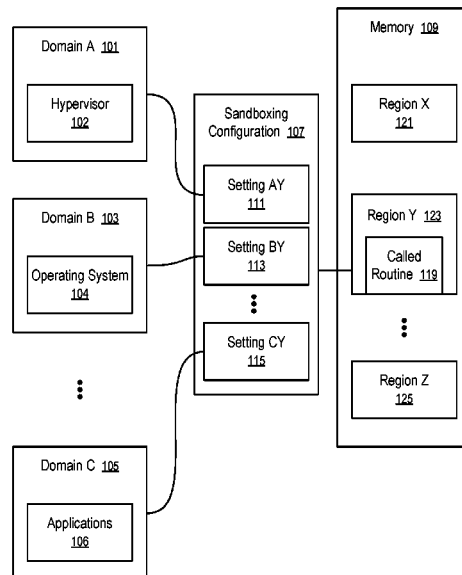 Domain A 101
Hypervisor
102
Domain B 103
Operating System
104
Domain C 105
Applications
106
Sandboxing
Configuration 107
Setting AY
111
Setting BY
113
Setting CY
115
Memory 109
Region X
121
Region Y 123
Called
Routine 119
Region Z
125